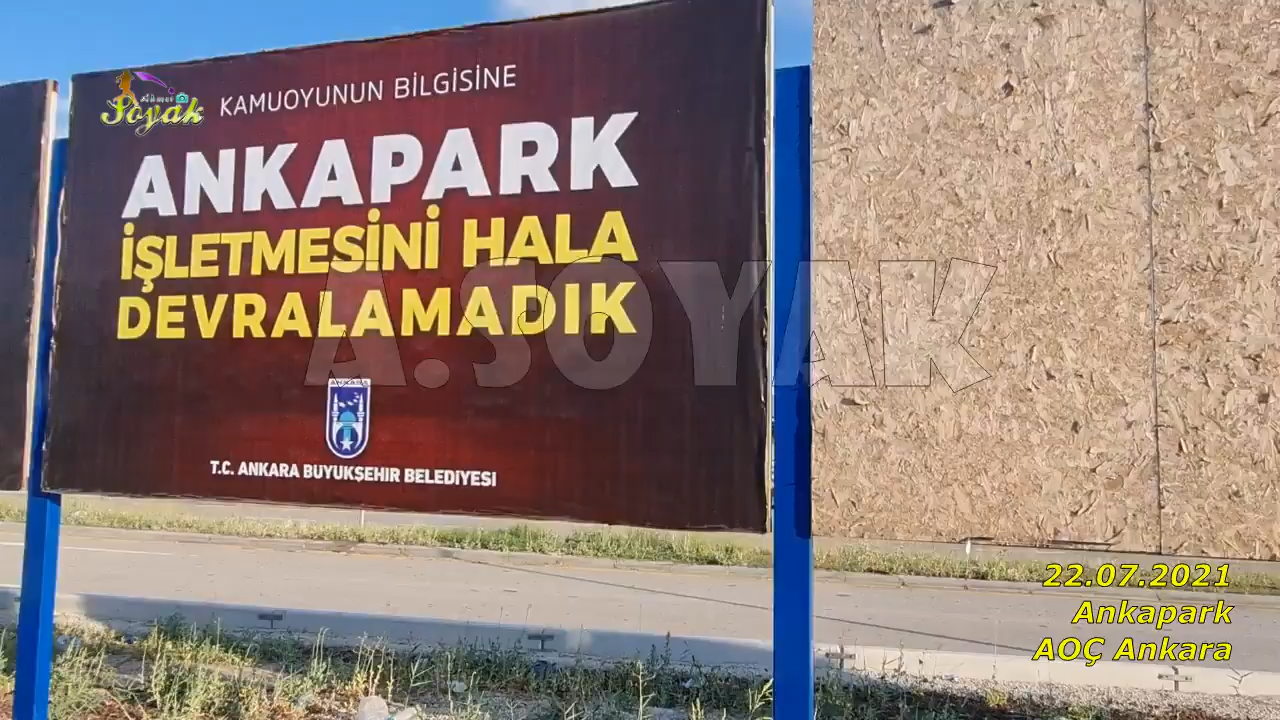 Ahmet
Soyak
KAMUOYUNUN BİLGİSİNE
ANKAPARK
İŞLETMESİNİ HALA
DEVRALAMADIK
A.SOYAK
ANKARA
T.C. ANKARA BÜYÜKŞEHİR BELEDİYESİ
22.07.2021
Ankapark
AOÇ Ankara